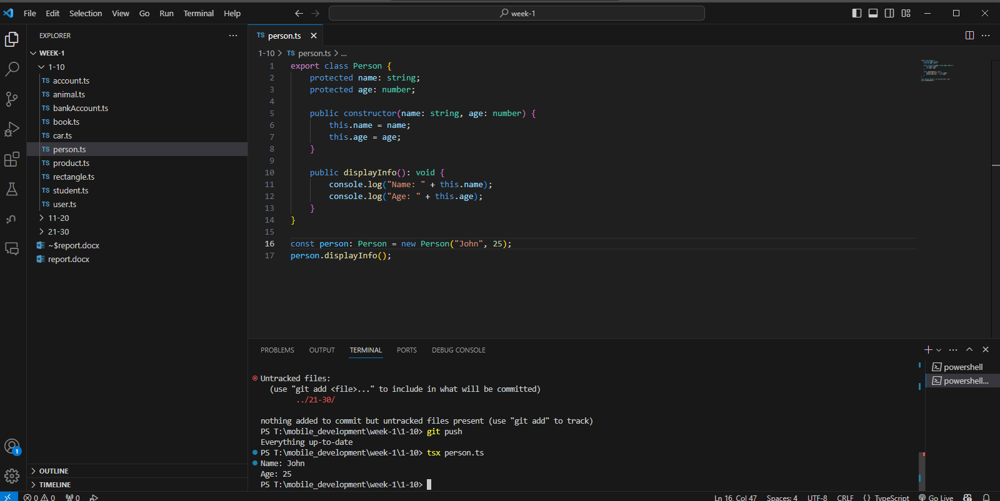 File Edit Selection View Go Run Terminal Help
week-1
EXPLORER
WEEK-1
1-10
TS account.ts
TS animal.ts
TS bankAccount.ts
TS book.ts
TS car.ts
TS person.ts
TS product.ts
TS rectangle.ts
TS student.ts
TS user.ts
11-20
21-30
~$report.docx
report.docx
OUTLINE
TIMELINE
1
TS person.ts
1-10 > TS person.ts > ...
1 export class Person {
2 protected name: string;
3 protected age: number;
4
5 public constructor(name: string, age: number) {
6 this.name = name;
7 this.age = age;
8 }
9
10 public displayInfo(): void {
11 console.log("Name: " + this.name);
12 console.log("Age: " + this.age);
13 }
14 }
15
16 const person: Person = new Person("John", 25);
17 person.displayInfo();
PROBLEMS OUTPUT TERMINAL PORTS DEBUG CONSOLE
powershell
powershell...
Untracked files:
(use "git add <file>..." to include in what will be committed)
../21-30/
nothing added to commit but untracked files present (use "git add" to track)
PS T:\mobile_development\week-1\1-10> git push
Everything up-to-date
PS T:\mobile_development\week-1\1-10> tsx person.ts
Name: John
Age: 25
PS T:\mobile_development\week-1\1-10>
0 0 0
Ln 16, Col 47 Spaces: 4 UTF-8 CRLF {} TypeScript Go Live